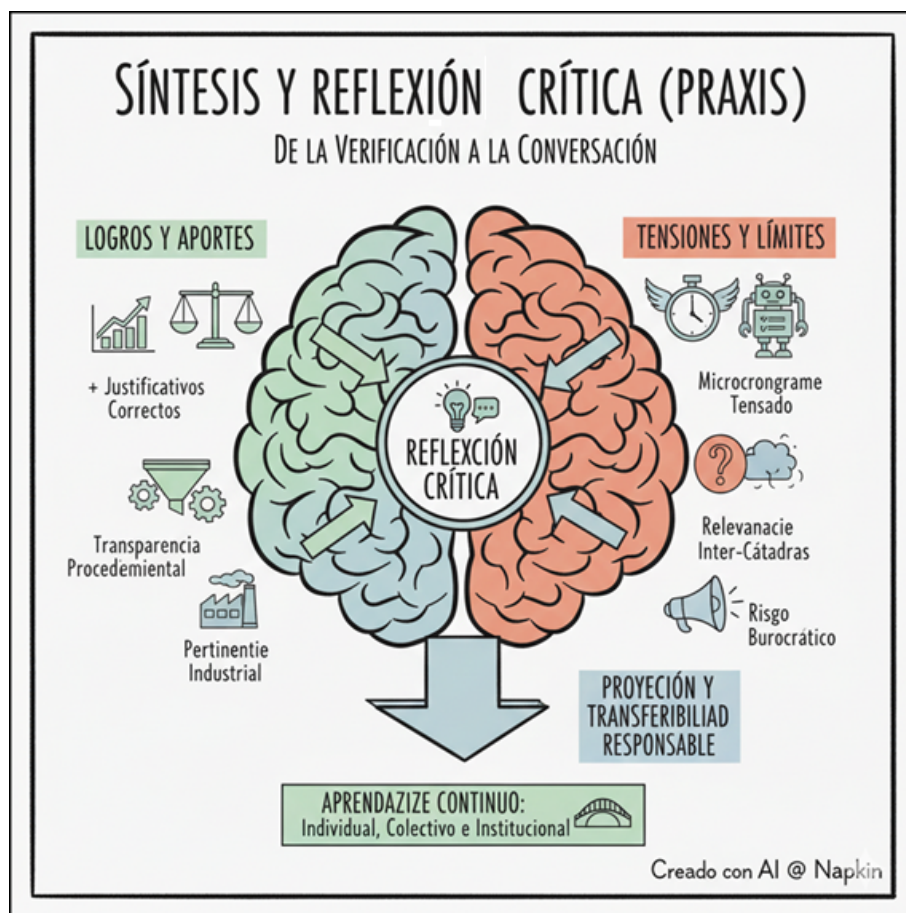 SÍNTESIS Y REFLEXIÓN CRÍTICA (PRAXIS)
DE LA VERIFICACIÓN A LA CONVERSACIÓN
LOGROS Y APORTES
+ Justificativos
Correctos
Transparencia
Procedemiental
Pertinentie
Industrial
REFLEXCIÓN
CRÍTICA
TENSIONES Y LÍMITES
Microcrongrame
Tensado
?
Relevanacie
Inter-Cátadras
Risgo
Burocrático
PROYECIÓN Y
TRANSFERIBILIAD
RESPONSABLE
APRENDAZIZE CONTINUO:
Individual, Colectivo e Institucional
Creado con AI @ Napkin